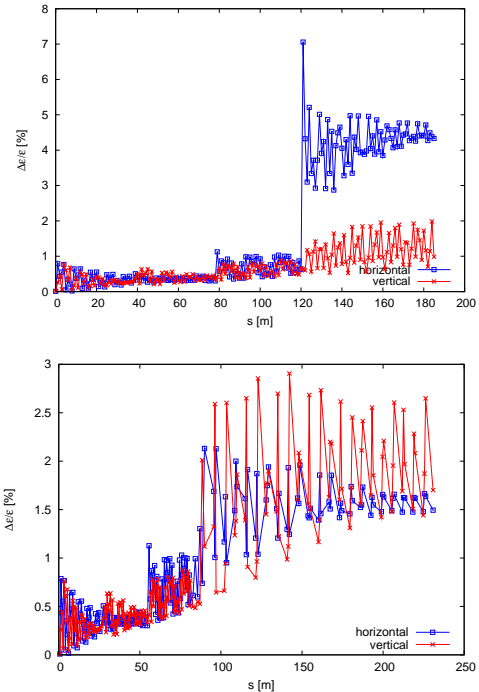 8
7
6
5
4
3
2
1
0
Δε/ε [%]
0 20 40 60 80 100 120 140 160 180 200
s [m]
horizontal
vertical
3
2.5
2
1.5
1
0.5
0
Δε/ε [%]
0 50 100 150 200 250
s [m]
horizontal
vertical